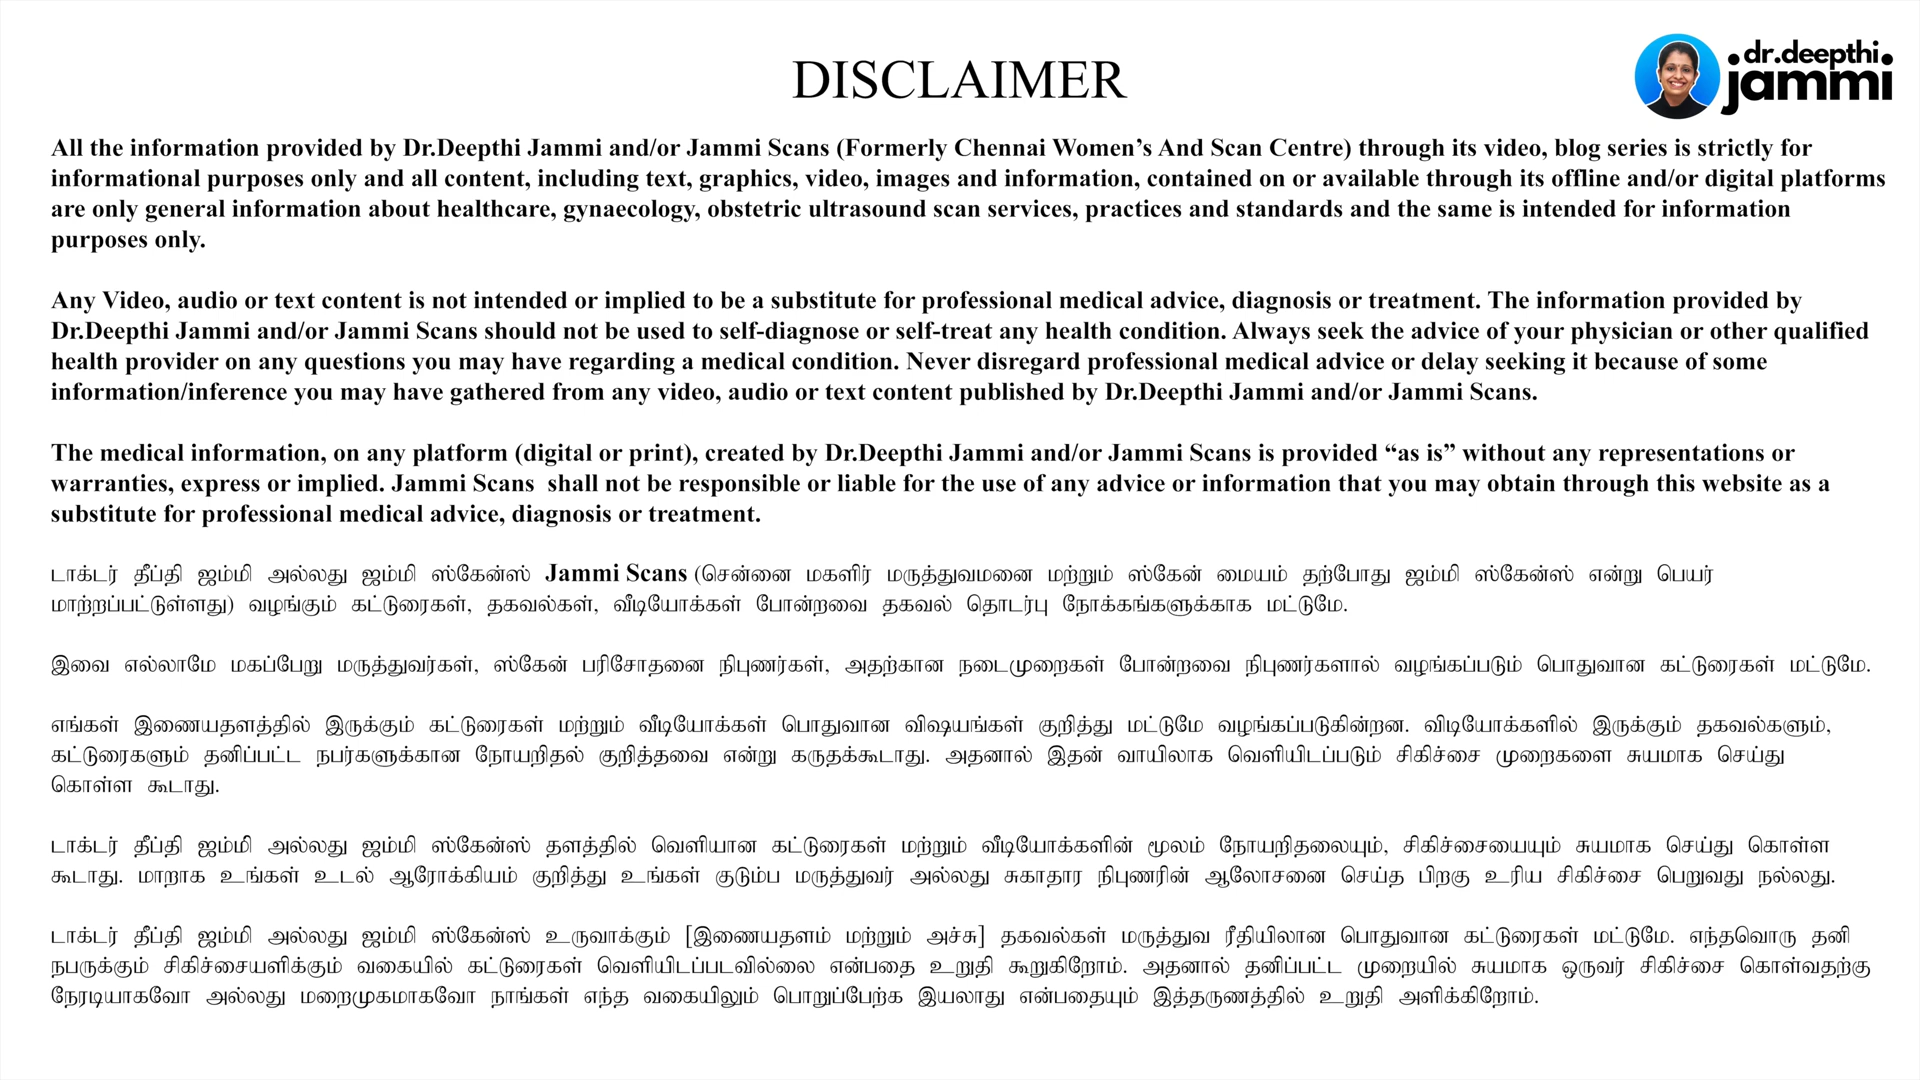 DISCLAIMER
dr.deepthi
jammi
All the information provided by Dr.Deepthi Jammi and/or Jammi Scans (Formerly Chennai Women’s And Scan Centre) through its video, blog series is strictly for
informational purposes only and all content, including text, graphics, video, images and information, contained on or available through its offline and/or digital platforms
are only general information about healthcare, gynaecology, obstetric ultrasound scan services, practices and standards and the same is intended for information
purposes only.
Any Video, audio or text content is not intended or implied to be a substitute for professional medical advice, diagnosis or treatment. The information provided by
Dr.Deepthi Jammi and/or Jammi Scans should not be used to self-diagnose or self-treat any health condition. Always seek the advice of your physician or other qualified
health provider on any questions you may have regarding a medical condition. Never disregard professional medical advice or delay seeking it because of some
information/inference you may have gathered from any video, audio or text content published by Dr.Deepthi Jammi and/or Jammi Scans.
The medical information, on any platform (digital or print), created by Dr.Deepthi Jammi and/or Jammi Scans is provided “as is” without any representations or
warranties, express or implied. Jammi Scans  shall not be responsible or liable for the use of any advice or information that you may obtain through this website as a
substitute for professional medical advice, diagnosis or treatment.
டாக்டர் தீப்தி ஜம்மி அல்லது ஜம்மி ஸ்கேன்ஸ் Jammi Scans (சென்னை மகளிர் மருத்துவமனை மற்றும் ஸ்கேன் மையம் தற்போது ஜம்மி ஸ்கேன்ஸ் என்று பெயர்
மாற்றப்பட்டுள்ளது) வழங்கும் கட்டுரைகள், தகவல்கள், வீடியோக்கள் போன்றவை தகவல் தொடர்பு நோக்கங்களுக்காக மட்டுமே.
இவை எல்லாமே மகப்பேறு மருத்துவர்கள், ஸ்கேன் பரிசோதனை நிபுணர்கள், அதற்கான நடைமுறைகள் போன்றவை நிபுணர்களால் வழங்கப்படும் பொதுவான கட்டுரைகள் மட்டுமே.
எங்கள் இணையதளத்தில் இருக்கும் கட்டுரைகள் மற்றும் வீடியோக்கள் பொதுவான விஷயங்கள் குறித்து மட்டுமே வழங்கப்படுகின்றன. விடியோக்களில் இருக்கும் தகவல்களும்,
கட்டுரைகளும் தனிப்பட்ட நபர்களுக்கான நோயறிதல் குறித்தவை என்று கருதக்கூடாது. அதனால் இதன் வாயிலாக வெளியிடப்படும் சிகிச்சை முறைகளை சுயமாக செய்து
கொள்ள கூடாது.
டாக்டர் தீப்தி ஜம்மி அல்லது ஜம்மி ஸ்கேன்ஸ் தளத்தில் வெளியான கட்டுரைகள் மற்றும் வீடியோக்களின் மூலம் நோயறிதலையும், சிகிச்சையையும் சுயமாக செய்து கொள்ள
கூடாது. மாறாக உங்கள் உடல் ஆரோக்கியம் குறித்து உங்கள் குடும்ப மருத்துவர் அல்லது சுகாதார நிபுணரின் ஆலோசனை செய்த பிறகு உரிய சிகிச்சை பெறுவது நல்லது.
டாக்டர் தீப்தி ஜம்மி அல்லது ஜம்மி ஸ்கேன்ஸ் உருவாக்கும் [இணையதளம் மற்றும் அச்சு] தகவல்கள் மருத்துவ ரீதியிலான பொதுவான கட்டுரைகள் மட்டுமே. எந்தவொரு தனி
நபருக்கும் சிகிச்சையளிக்கும் வகையில் கட்டுரைகள் வெளியிடப்படவில்லை என்பதை உறுதி கூறுகிறோம். அதனால் தனிப்பட்ட முறையில் சுயமாக ஒருவர் சிகிச்சை கொள்வதற்கு
நேரடியாகவோ அல்லது மறைமுகமாகவோ நாங்கள் எந்த வகையிலும் பொறுப்பேற்க இயலாது என்பதையும் இத்தருணத்தில் உறுதி அளிக்கிறோம்.